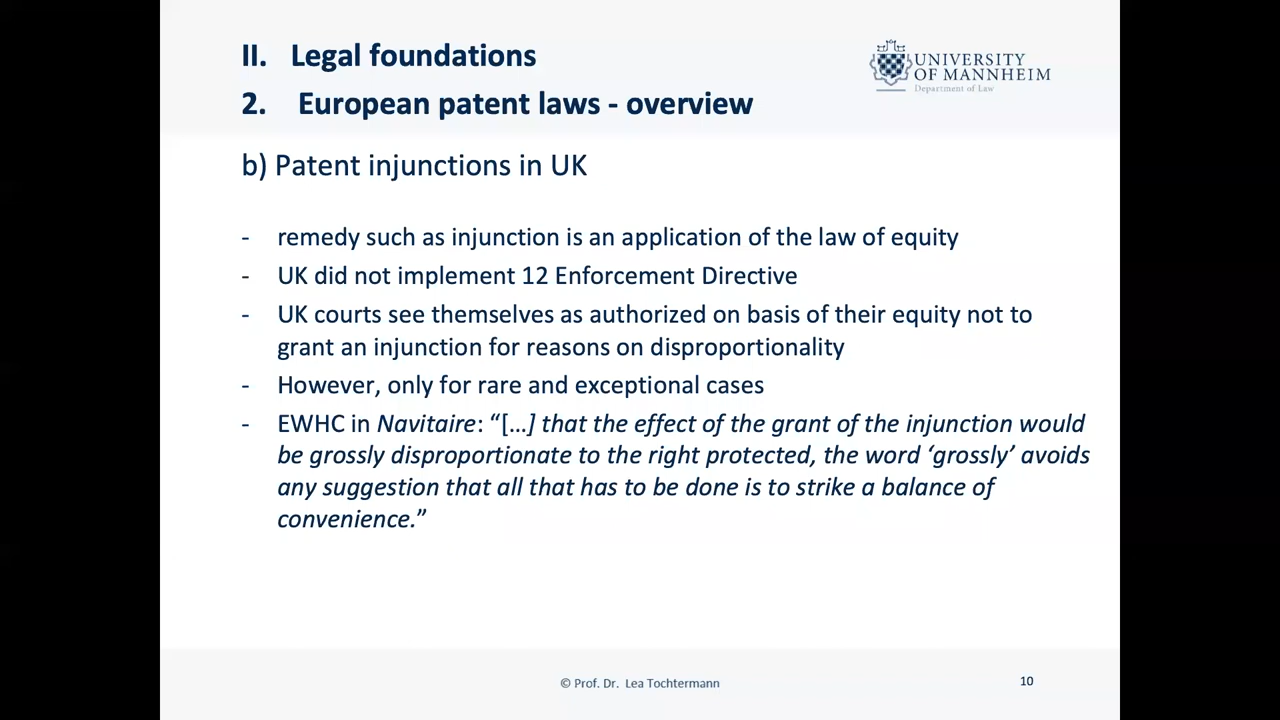 II. Legal foundations
2. European patent laws - overview
UNIVERSITY
OF MANNHEIM
Department of Law
b) Patent injunctions in UK
- remedy such as injunction is an application of the law of equity
- UK did not implement 12 Enforcement Directive
- UK courts see themselves as authorized on basis of their equity not to
grant an injunction for reasons on disproportionality
- However, only for rare and exceptional cases
- EWHC in Navitaire: “[…] that the effect of the grant of the injunction would
be grossly disproportionate to the right protected, the word ‘grossly’ avoids
any suggestion that all that has to be done is to strike a balance of
convenience.”
© Prof. Dr. Lea Tochtermann
10